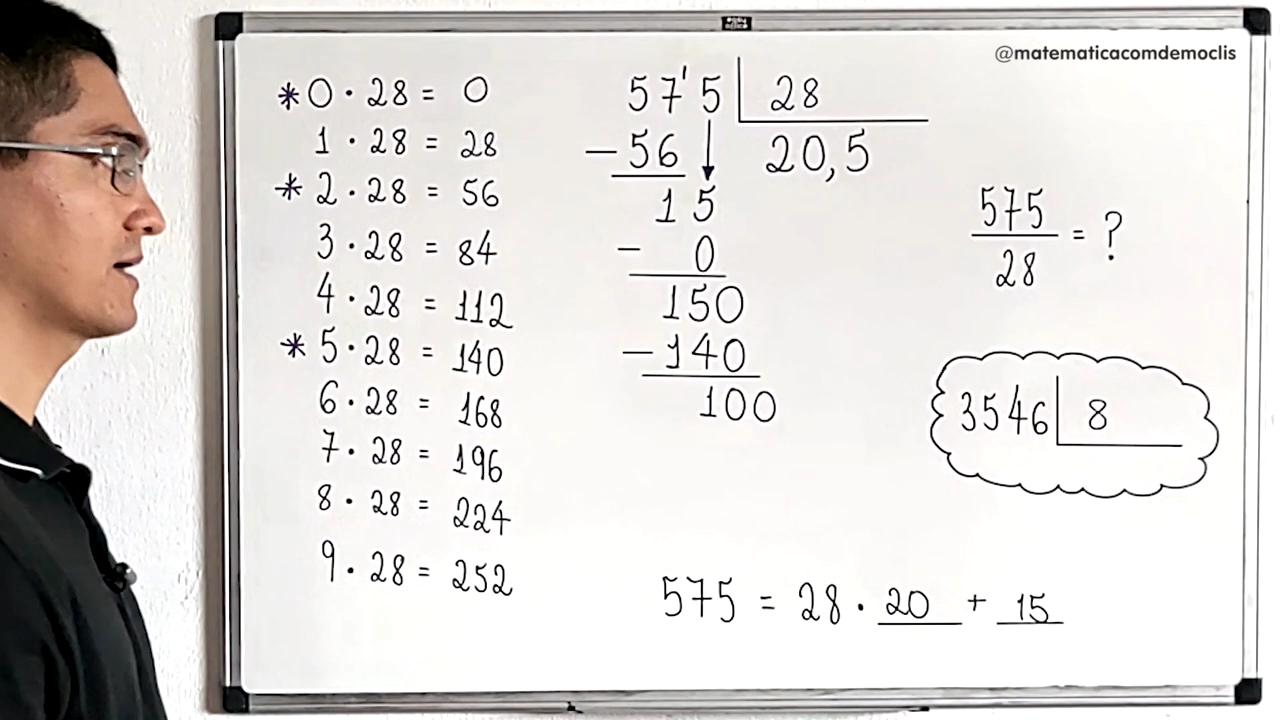 @matematicacomdemoclis
*0 · 28 = 0
1 · 28 = 28
*2 · 28 = 56
3 · 28 = 84
4 · 28 = 112
*5 · 28 = 140
6 · 28 = 168
7 · 28 = 196
8 · 28 = 224
9 · 28 = 252
57'5 28
-56 20,5
15
- 0
150
-140
100
575
28
= ?
3546 8
575 = 28 · 20 + 15